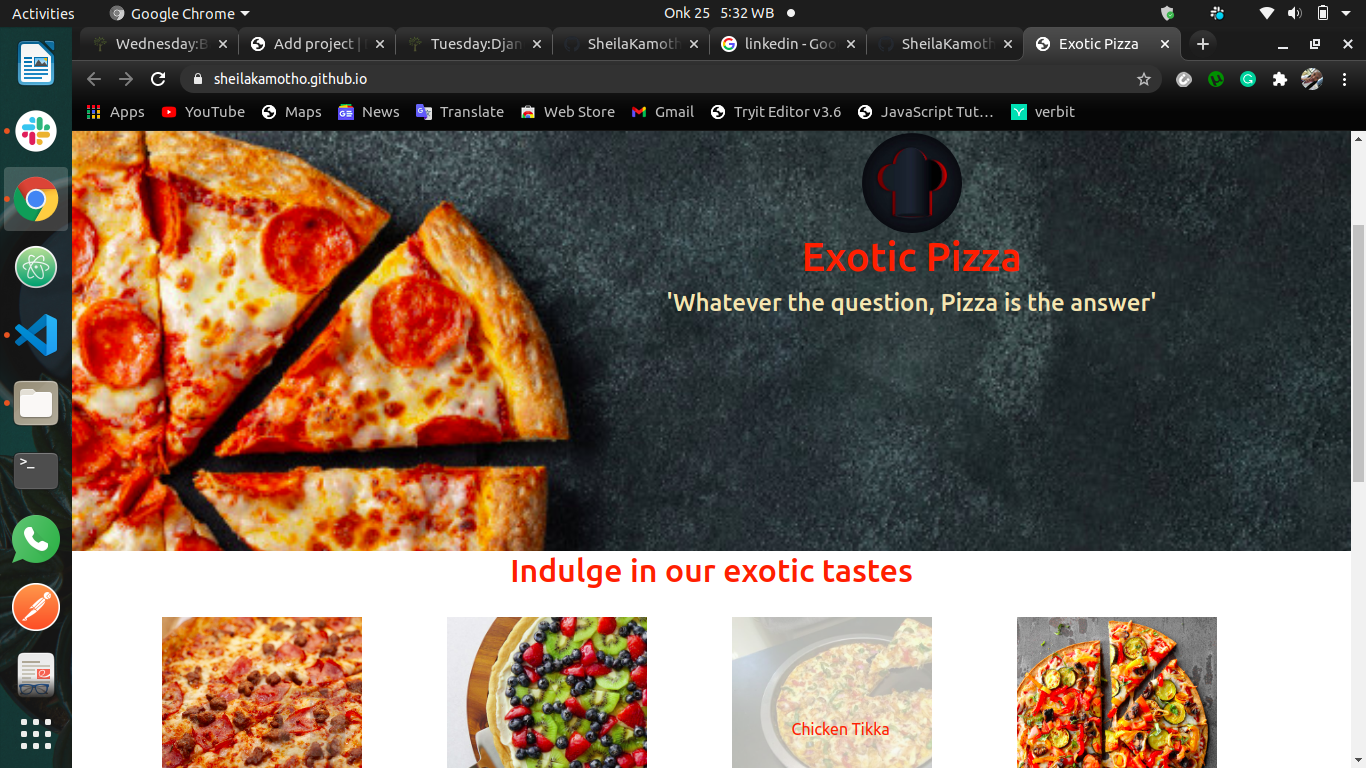 Activities
Google Chrome
Onk 25 5:32 WB
Wednesday:B
Add project |
Tuesday:Djan
SheilaKamoth
linkedin - Goo
SheilaKamoth
Exotic Pizza
sheilakamotho.github.io
Apps
YouTube
Maps
News
Translate
Web Store
Gmail
Tryit Editor v3.6
JavaScript Tut…
verbit
Exotic Pizza
'Whatever the question, Pizza is the answer'
Indulge in our exotic tastes
Chicken Tikka